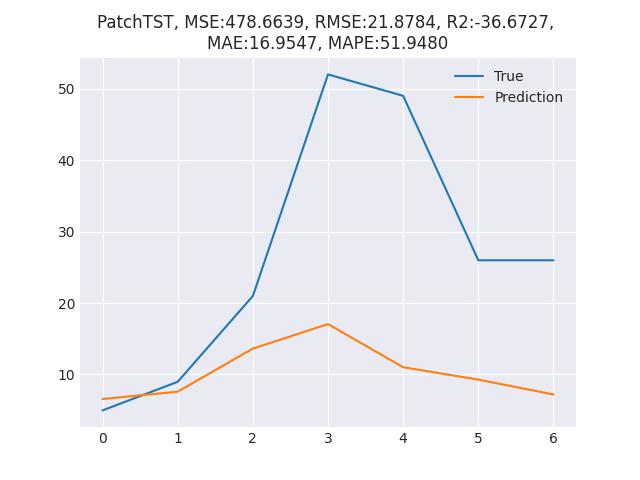 PatchTST, MSE:478.6639, RMSE:21.8784, R2:-36.6727,
MAE:16.9547, MAPE:51.9480
True
Prediction
50
40
30
20
10
0 1 2 3 4 5 6